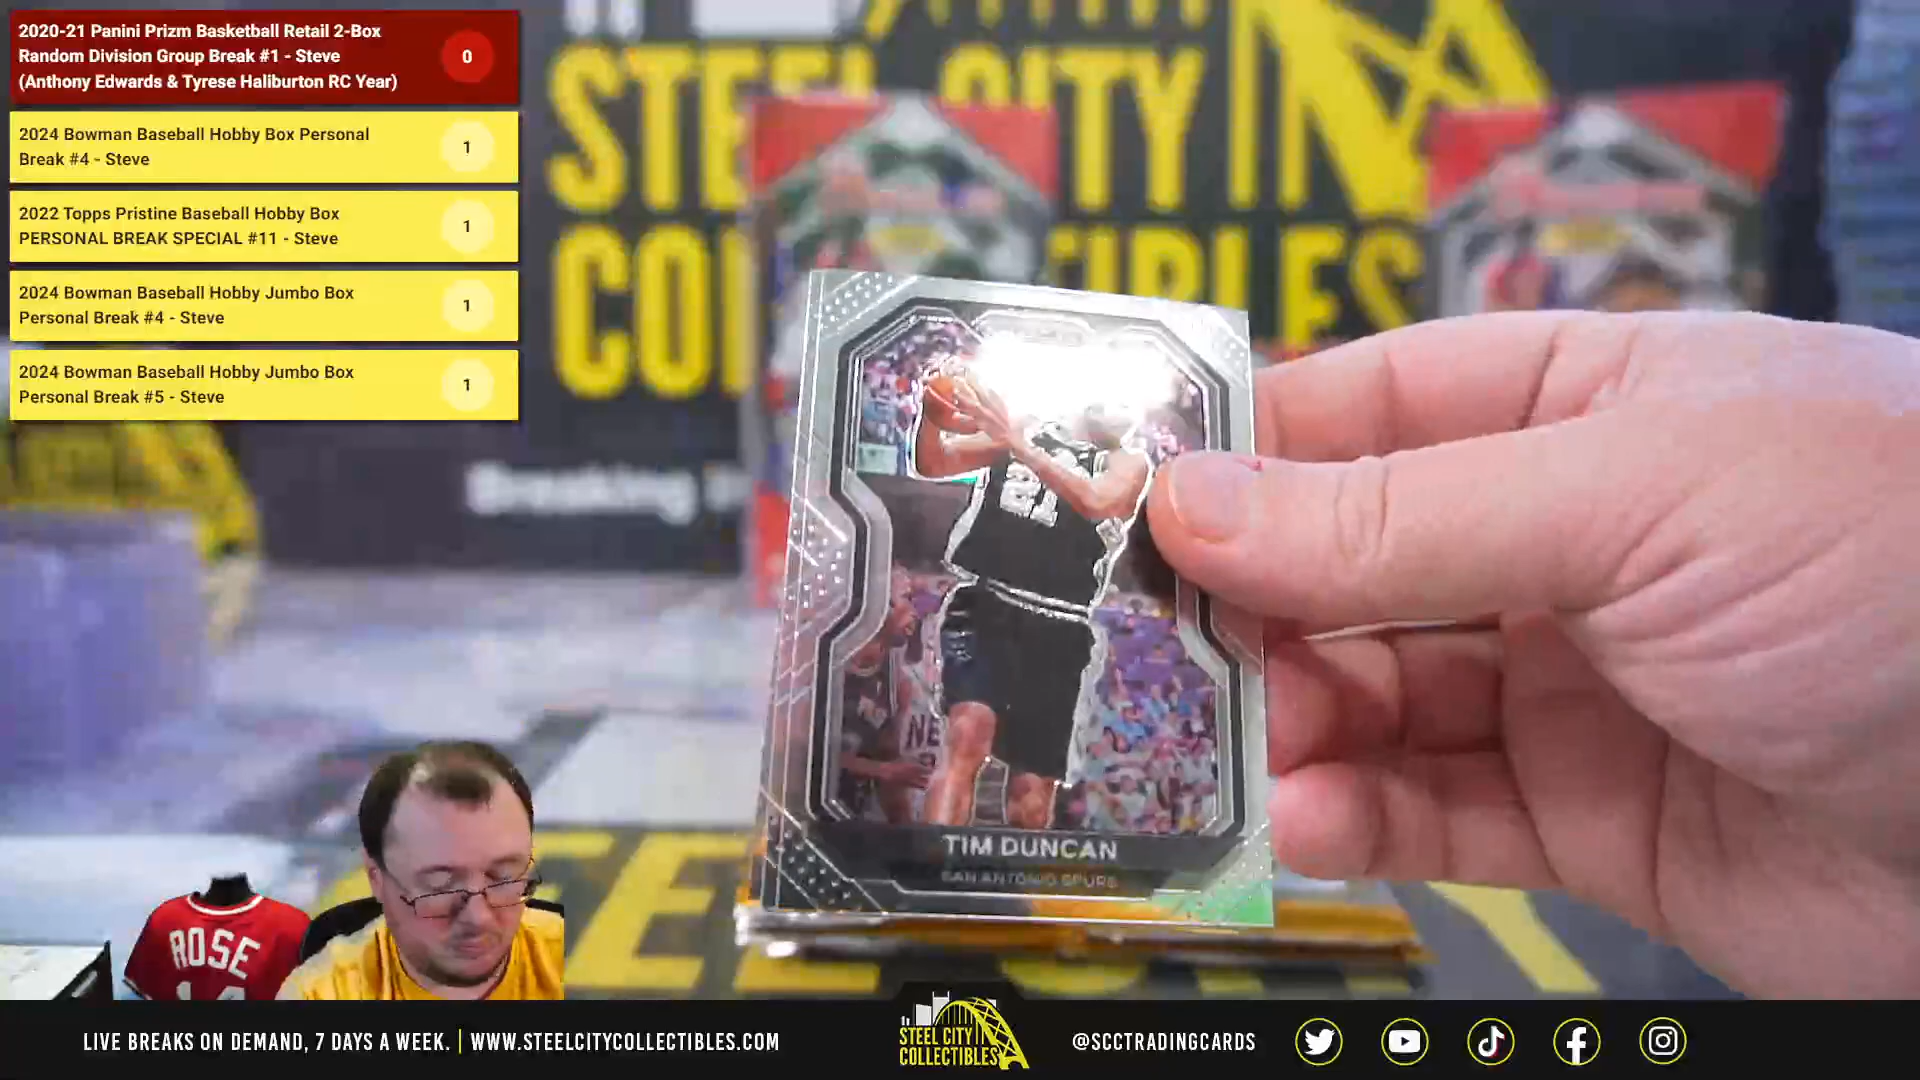 2020-21 Panini Prizm Basketball Retail 2-Box
Random Division Group Break #1 - Steve
(Anthony Edwards & Tyrese Haliburton RC Year)
0
2024 Bowman Baseball Hobby Box Personal
Break #4 - Steve
1
2022 Topps Pristine Baseball Hobby Box
PERSONAL BREAK SPECIAL #11 - Steve
1
2024 Bowman Baseball Hobby Jumbo Box
Personal Break #4 - Steve
1
2024 Bowman Baseball Hobby Jumbo Box
Personal Break #5 - Steve
1
STEEL CITY
Breaking
TIM DUNCAN
SAN ANTONIO SPURS
ROSE
LIVE BREAKS ON DEMAND, 7 DAYS A WEEK. | WWW.STEELCITYCOLLECTIBLES.COM
STEEL CITY
COLLECTIBLES
@SCCTRADINGCARDS